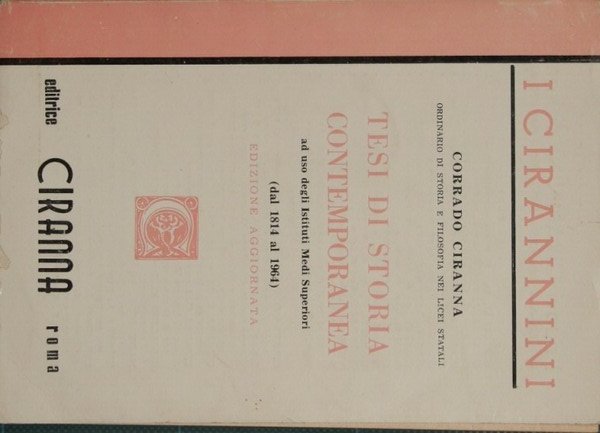 I CIRANNINI
CORRADO CIRANNA
ORDINARIO DI STORIA E FILOSOFIA NEI LICEI STATALI
TESI DI STORIA
CONTEMPORANEA
ad uso degli Istituti Medi Superiori
(dal 1814 al 1964)
EDIZIONE AGGIORNATA
editrice CIRANNA roma